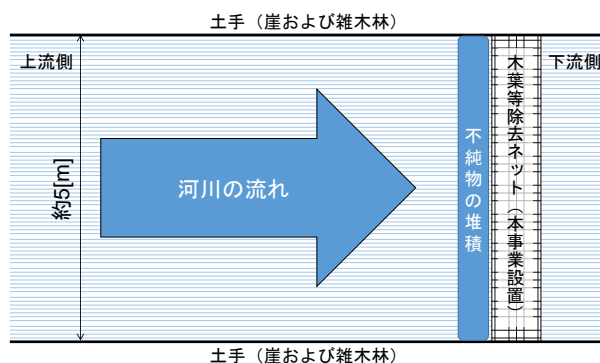 土手（崖および雑木林）
上流側
下流側
約5[m]
河川の流れ
不純物の堆積
木葉等除去ネット（本事業設置）
土手（崖および雑木林）